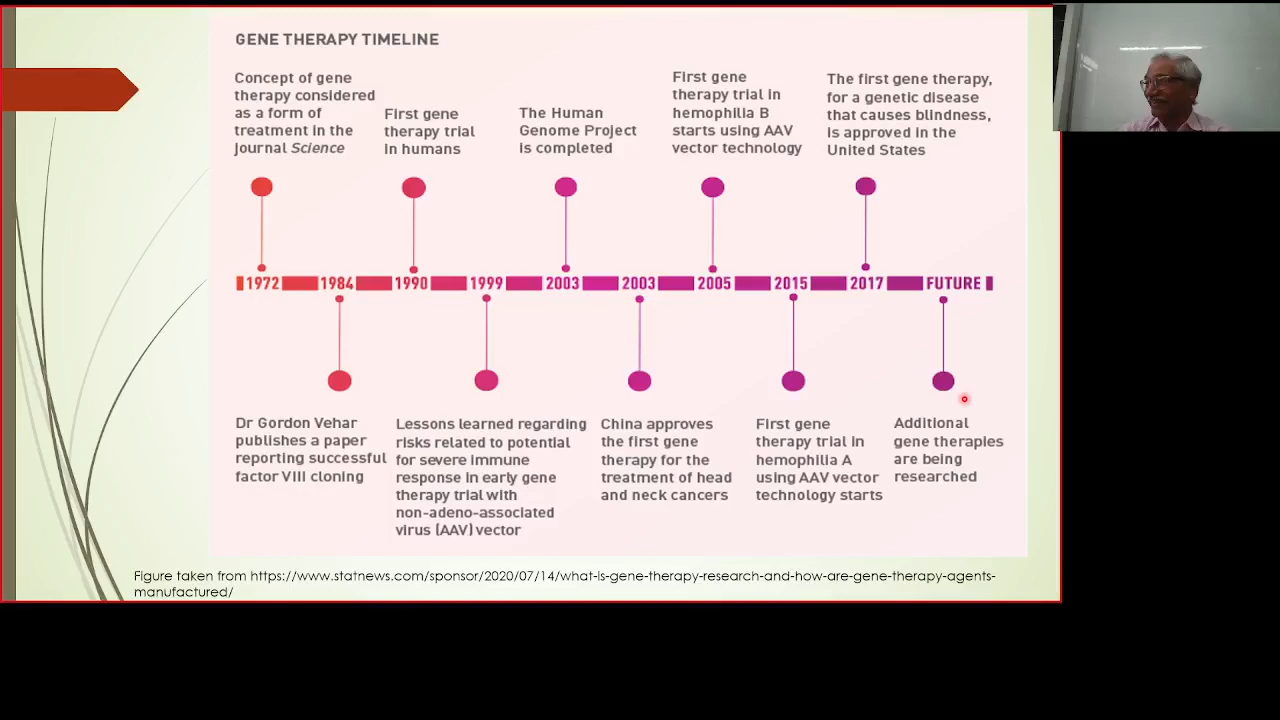 GENE THERAPY TIMELINE
Concept of gene
therapy considered
as a form of
treatment in the
journal Science
First gene
therapy trial
in humans
The Human
Genome Project
is completed
First gene
therapy trial in
hemophilia B
starts using AAV
vector technology
The first gene therapy,
for a genetic disease
that causes blindness,
is approved in the
United States
1972 1984 1990 1999 2003 2003 2005 2015 2017 FUTURE
Dr Gordon Vehar
publishes a paper
reporting successful
factor VIII cloning
Lessons learned regarding
risks related to potential
for severe immune
response in early gene
therapy trial with
non-adeno-associated
virus (AAV) vector
China approves
the first gene
therapy for the
treatment of head
and neck cancers
First gene
therapy trial in
hemophilia A
using AAV vector
technology starts
Additional
gene therapies
are being
researched
Figure taken from https://www.statnews.com/sponsor/2020/07/14/what-is-gene-therapy-research-and-how-are-gene-therapy-agents-
manufactured/